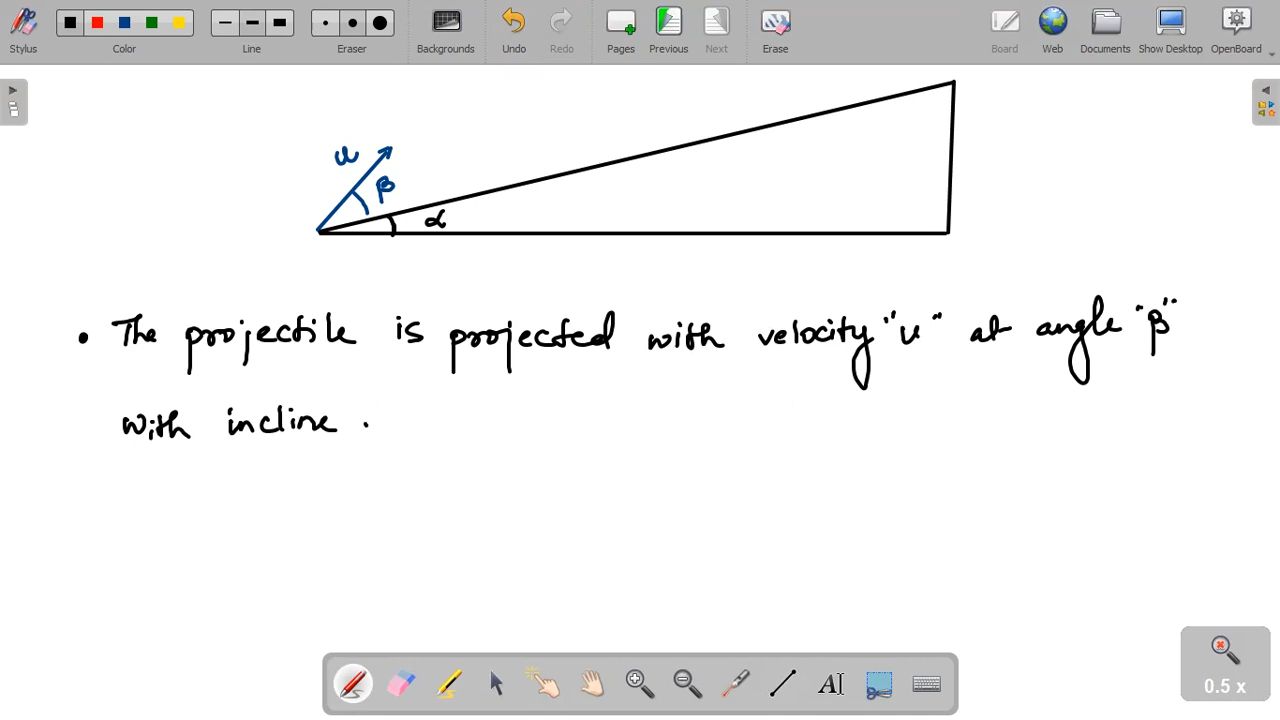 Stylus
Color
Line
Eraser
Backgrounds
Undo
Redo
Pages
Previous
Next
Erase
Board
Web
Documents
Show Desktop
OpenBoard
u
β
α
• The projectile is projected with velocity "u" at angle "β"
with incline .
AI
0.5 x